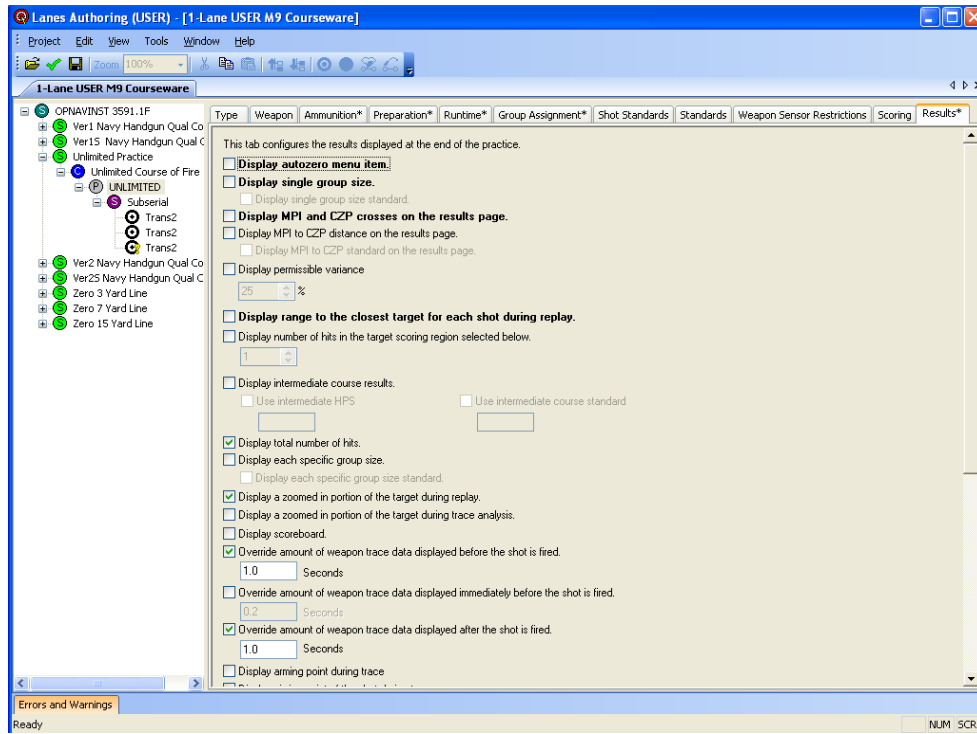 Lanes Authoring (USER) - [1-Lane USER M9 Courseware]
Project Edit View Tools Window Help
Zoom 100%
1-Lane USER M9 Courseware
OPNAVINST 3591.1F
Ver1 Navy Handgun Qual Co
Ver1S Navy Handgun Qual C
Unlimited Practice
Unlimited Course of Fire
UNLIMITED
Subserial
Trans2
Trans2
Trans2
Ver2 Navy Handgun Qual Co
Ver2S Navy Handgun Qual C
Zero 3 Yard Line
Zero 7 Yard Line
Zero 15 Yard Line
Type Weapon Ammunition* Preparation* Runtime* Group Assignment* Shot Standards Standards Weapon Sensor Restrictions Scoring Results*
This tab configures the results displayed at the end of the practice.
Display autozero menu item.
Display single group size.
Display single group size standard.
Display MPI and CZP crosses on the results page.
Display MPI to CZP distance on the results page.
Display MPI to CZP standard on the results page.
Display permissible variance
25 %
Display range to the closest target for each shot during replay.
Display number of hits in the target scoring region selected below.
1
Display intermediate course results.
Use intermediate HPS Use intermediate course standard
Display total number of hits.
Display each specific group size.
Display each specific group size standard.
Display a zoomed in portion of the target during replay.
Display a zoomed in portion of the target during trace analysis.
Display scoreboard.
Override amount of weapon trace data displayed before the shot is fired.
1.0 Seconds
Override amount of weapon trace data displayed immediately before the shot is fired.
0.2 Seconds
Override amount of weapon trace data displayed after the shot is fired.
1.0 Seconds
Display arming point during trace
Errors and Warnings
Ready NUM SCR